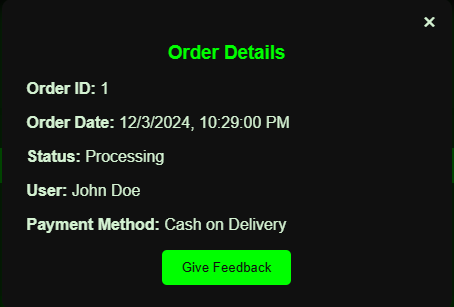 ×
Order Details
Order ID: 1
Order Date: 12/3/2024, 10:29:00 PM
Status: Processing
User: John Doe
Payment Method: Cash on Delivery
Give Feedback